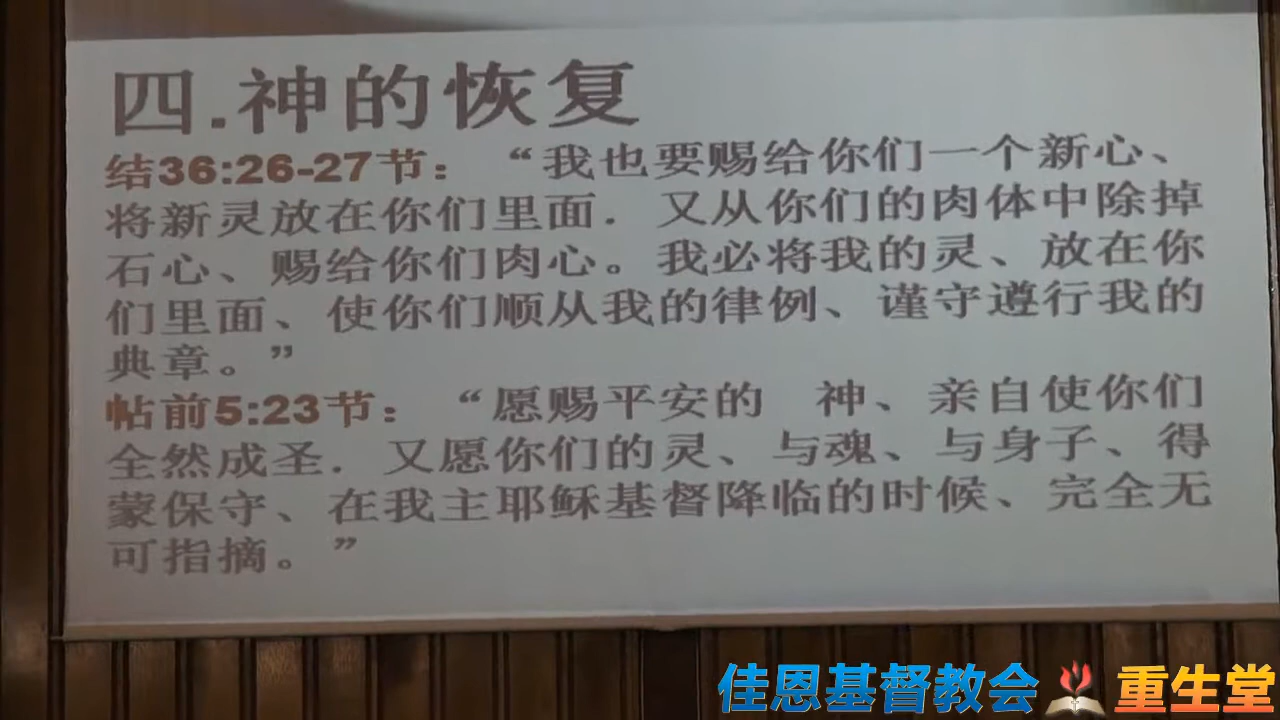 四.神的恢复
结36:26-27节：“我也要赐给你们一个新心、
将新灵放在你们里面．又从你们的肉体中除掉
石心、赐给你们肉心。我必将我的灵、放在你
们里面、使你们顺从我的律例、谨守遵行我的
典章。”
帖前5:23节：“愿赐平安的　神、亲自使你们
全然成圣．又愿你们的灵、与魂、与身子、得
蒙保守、在我主耶稣基督降临的时候、完全无
可指摘。”
佳恩基督教会 重生堂